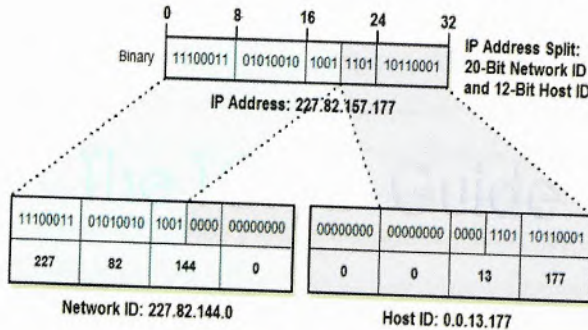 0 8 16 24 32
Binary 11100011 01010010 1001 1101 10110001
IP Address Split:
20-Bit Network ID
and 12-Bit Host ID
IP Address: 227.82.157.177
The Guide
11100011 01010010 1001 0000 00000000
227 82 144 0
Network ID: 227.82.144.0
00000000 00000000 0000 1101 10110001
0 0 13 177
Host ID: 0.0.13.177